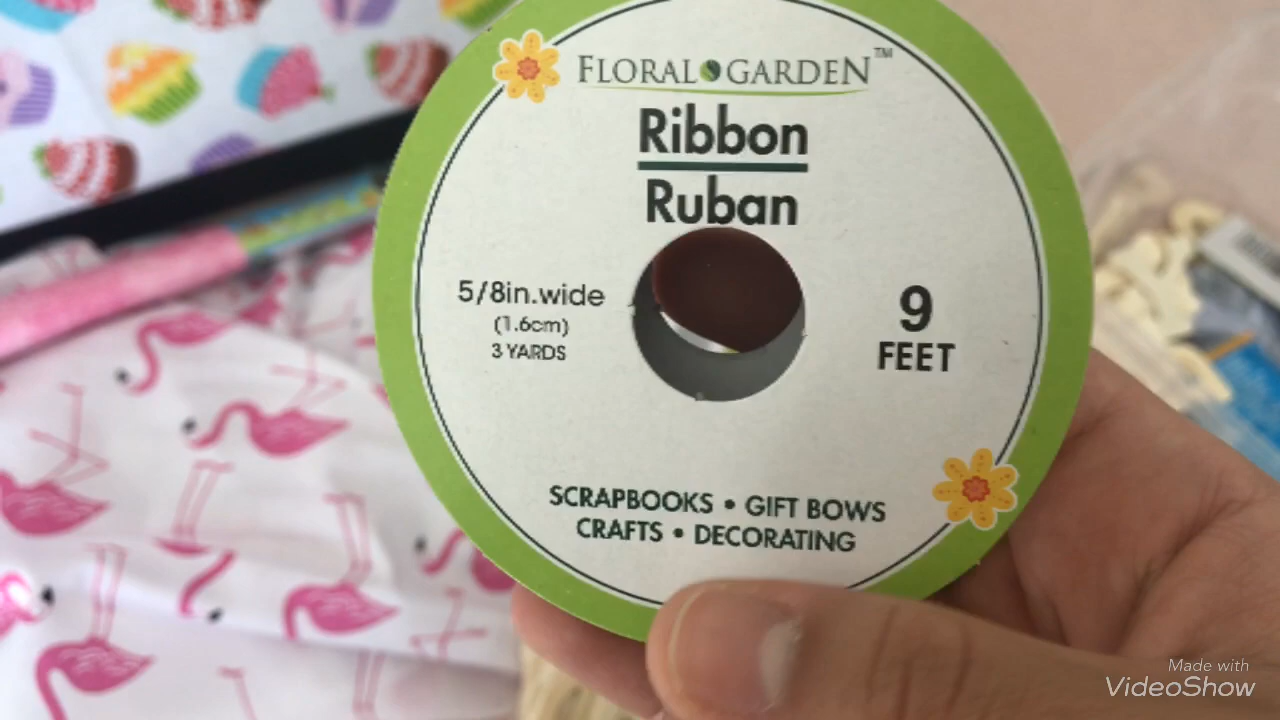 FLORAL GARDEN™
Ribbon
Ruban
5/8in.wide
(1.6cm)
3 YARDS
9
FEET
SCRAPBOOKS • GIFT BOWS
CRAFTS • DECORATING
Made with
VideoShow